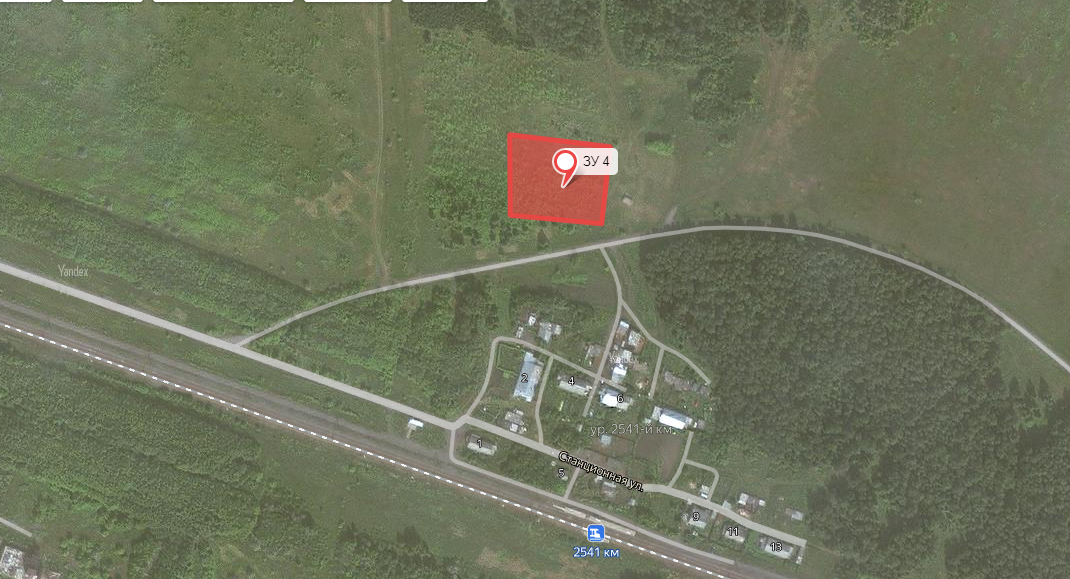 ЗУ 4
Yandex
2
4
6
ур. 2541-й км
1
Станционная ул.
5
9
11
13
2541 км